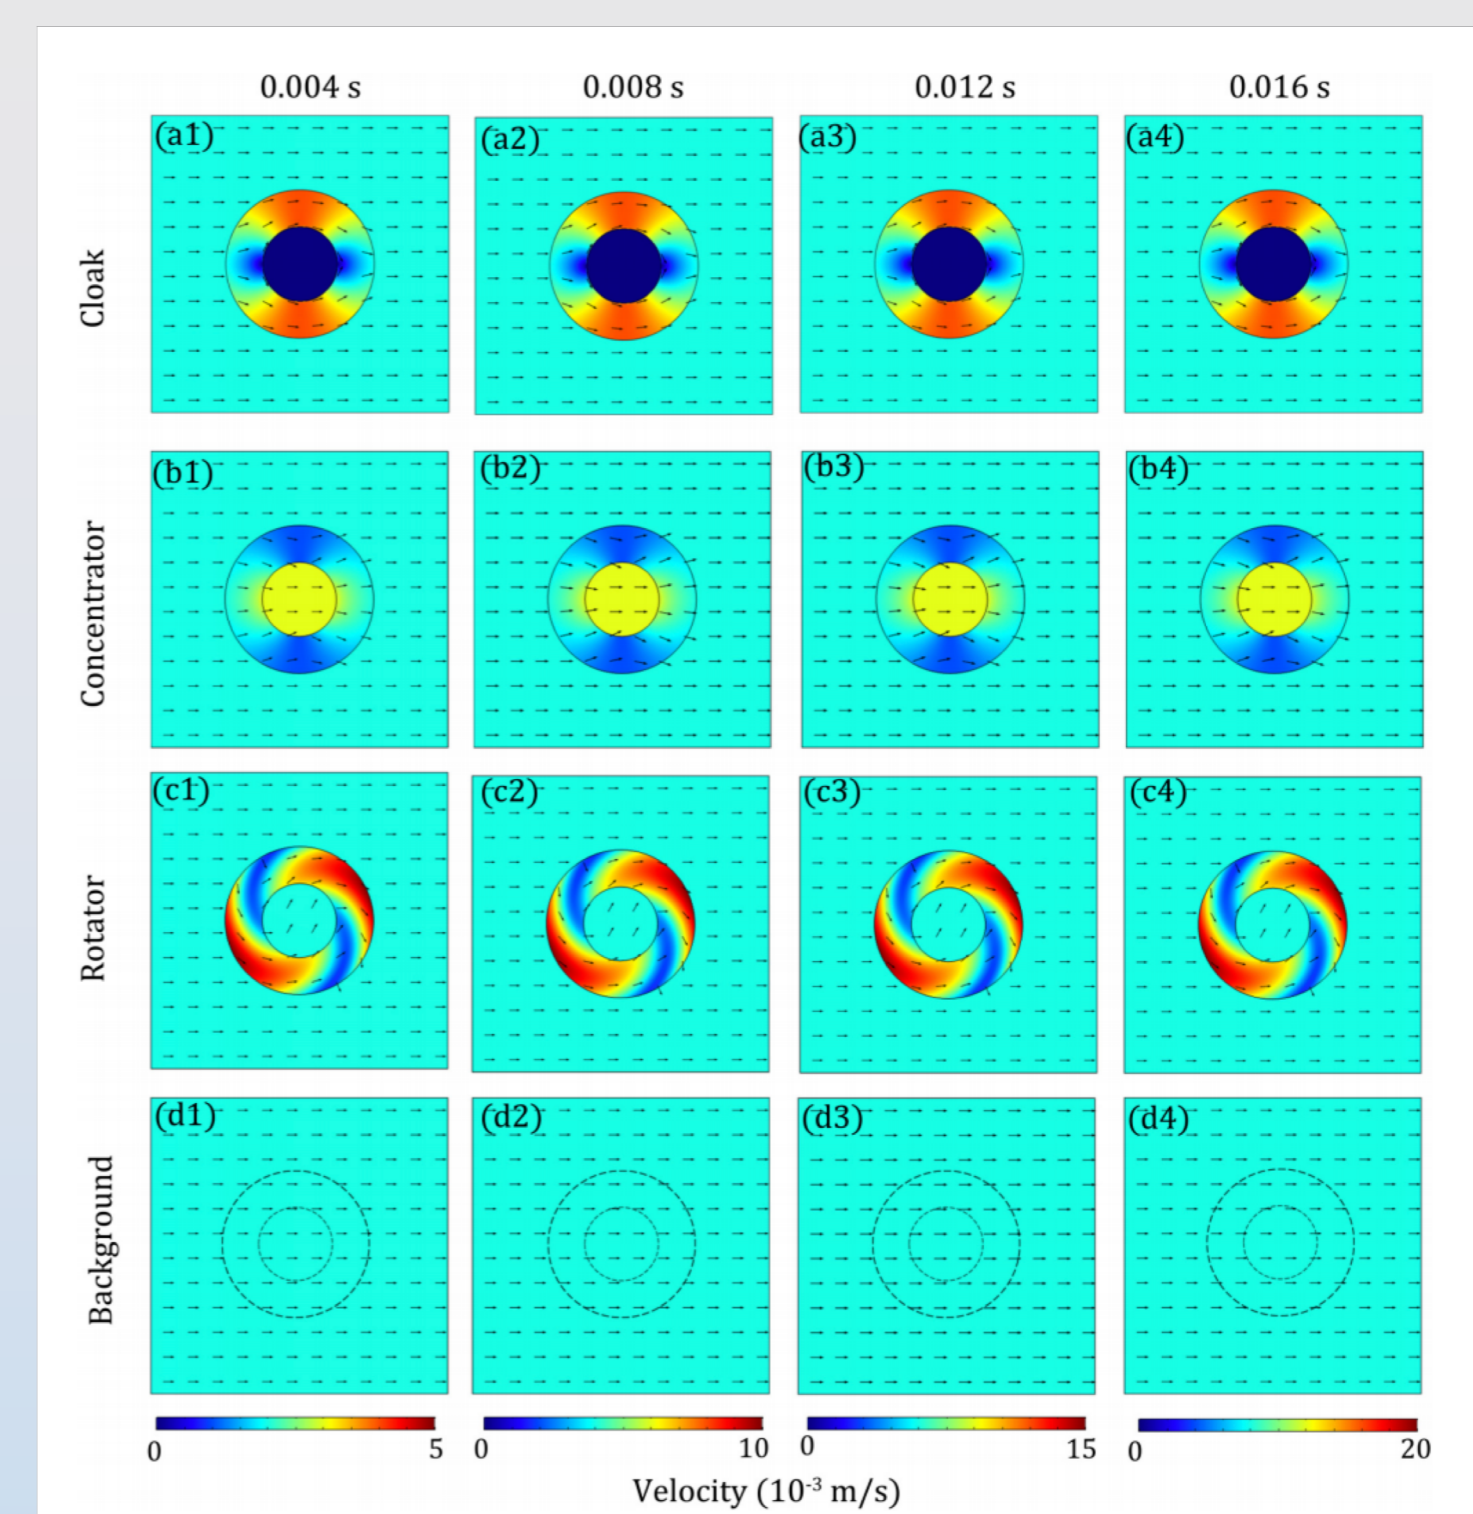 0.004 s 0.008 s 0.012 s 0.016 s
Cloak
(a1) (a2) (a3) (a4)
Concentrator
(b1) (b2) (b3) (b4)
Rotator
(c1) (c2) (c3) (c4)
Background
(d1) (d2) (d3) (d4)
0 5 0 10 0 15 0 20
Velocity (10⁻³ m/s)